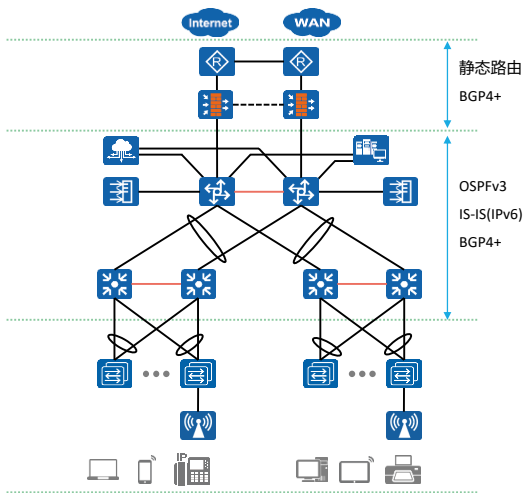 Internet
WAN
R
R
静态路由
BGP4+
OSPFv3
IS-IS(IPv6)
BGP4+
IP